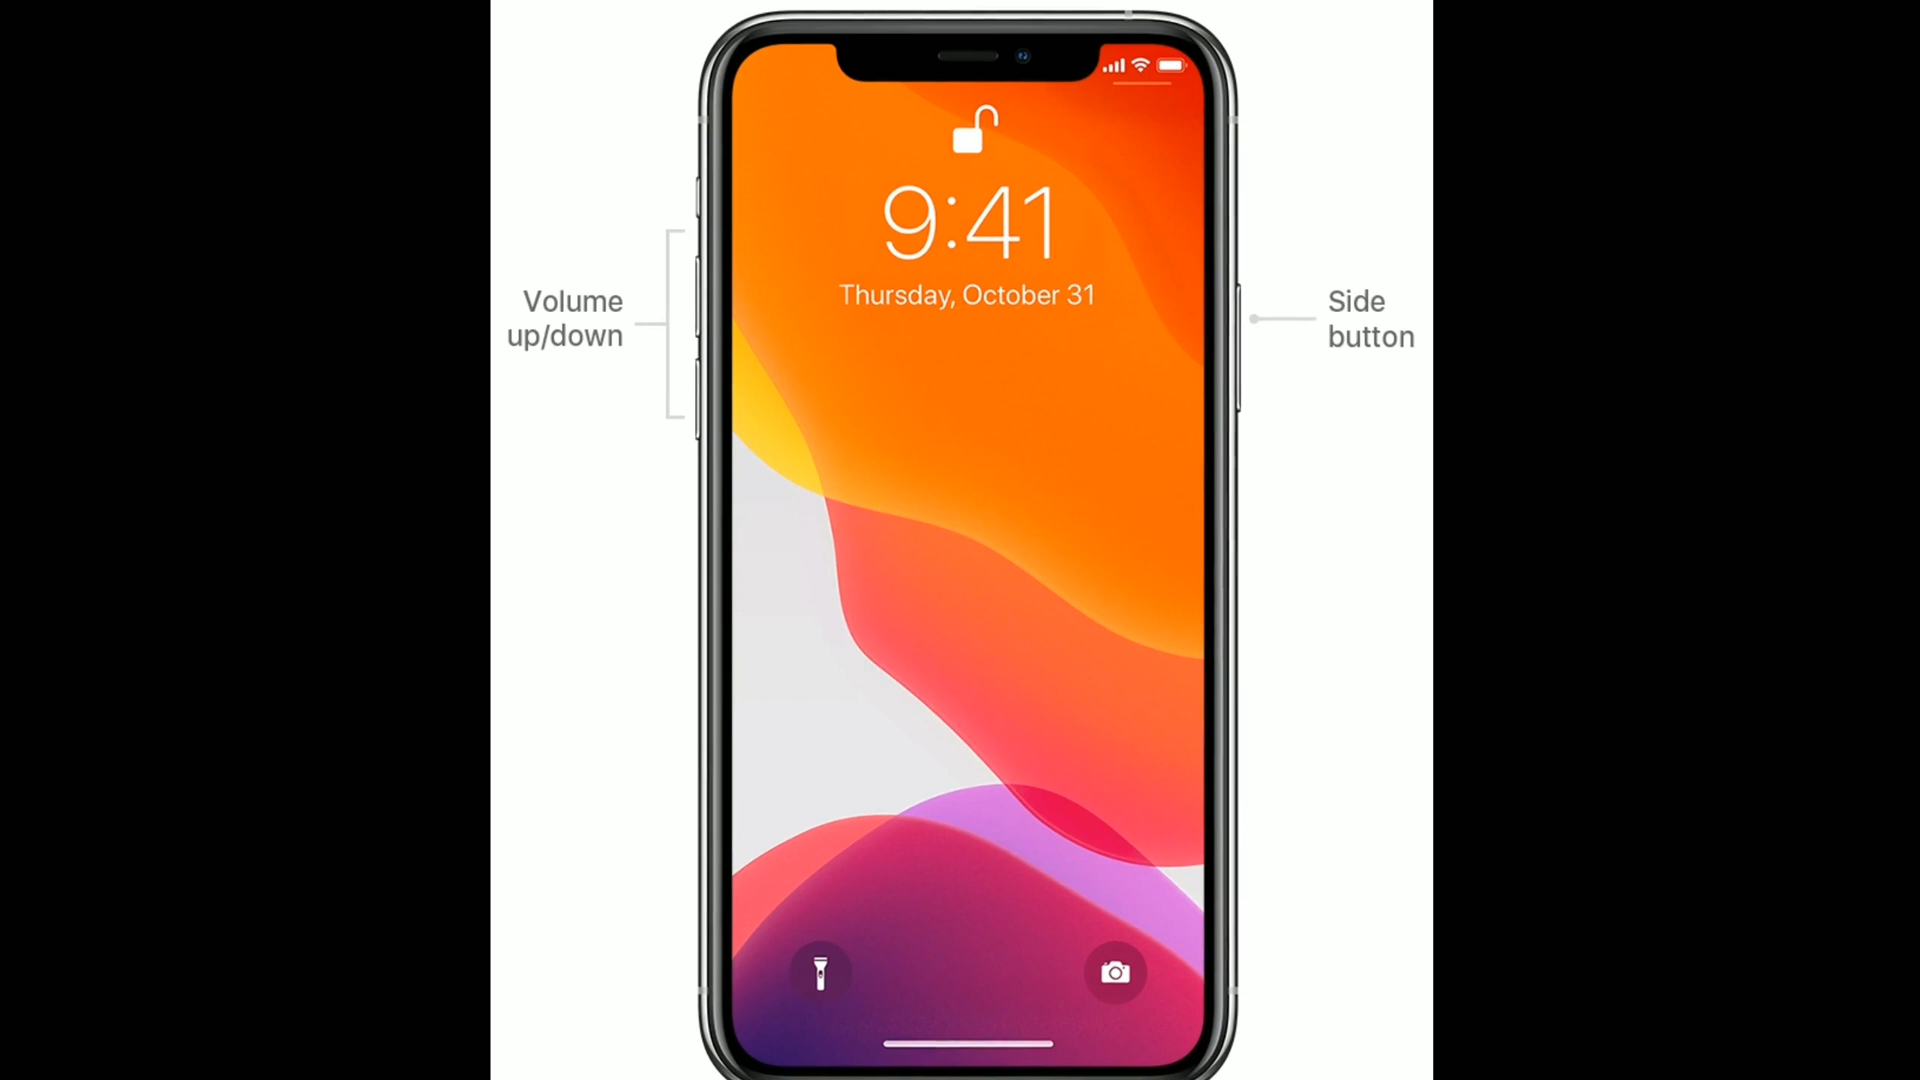 9:41
Thursday, October 31
Volume
up/down
Side
button